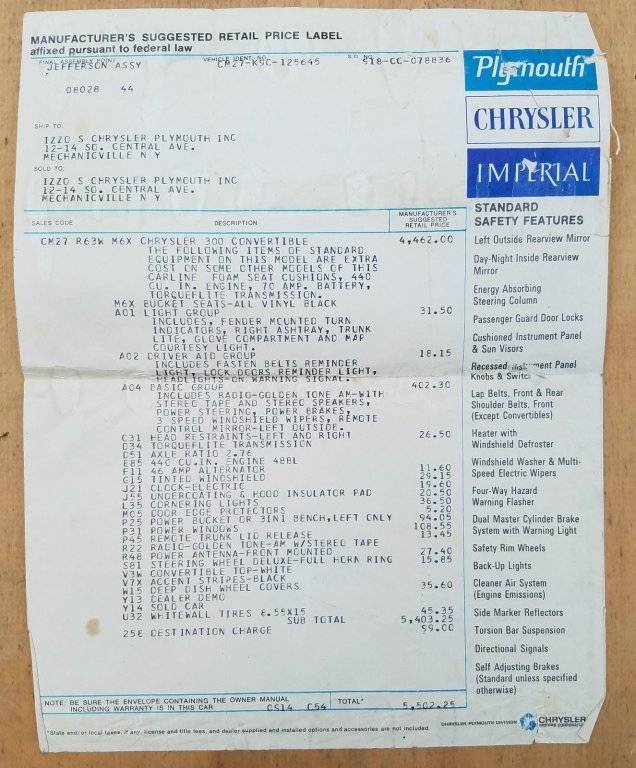 MANUFACTURER'S SUGGESTED RETAIL PRICE LABEL
affixed pursuant to federal law
FINAL ASSEMBLY POINT VEHICLE IDENT. NO. S.O. NO.
JEFFERSON ASSY CM27-K9C-125645 918-CC-078836
08028 44
SHIP TO:
IZZO S CHRYSLER PLYMOUTH INC
12-14 SO. CENTRAL AVE.
MECHANICVILLE N Y
SOLD TO:
IZZO S CHRYSLER PLYMOUTH INC
12-14 SO. CENTRAL AVE.
MECHANICVILLE N Y
SALES CODE DESCRIPTION MANUFACTURER'S SUGGESTED RETAIL PRICE
CM27 R63W M6X CHRYSLER 300 CONVERTIBLE 4,462.00
THE FOLLOWING ITEMS OF STANDARD
EQUIPMENT ON THIS MODEL ARE EXTRA
COST ON SOME OTHER MODELS OF THIS
CARLINE FOAM SEAT CUSHIONS, 440
CU. IN. ENGINE, 70 AMP. BATTERY,
TORQUEFLITE TRANSMISSION.
M6X BUCKET SEATS-ALL VINYL BLACK
A01 LIGHT GROUP 31.50
INCLUDES, FENDER MOUNTED TURN
INDICATORS, RIGHT ASHTRAY, TRUNK
LITE, GLOVE COMPARTMENT AND MAP
COURTESY LIGHT.
A02 DRIVER AID GROUP 18.15
INCLUDES FASTEN BELTS REMINDER
LIGHT, LOCK DOORS REMINDER LIGHT,
HEADLIGHTS-ON WARNING SIGNAL.
A04 BASIC GROUP 402.30
INCLUDES RADIO-GOLDEN TONE AM-WITH
STEREO TAPE AND STEREO SPEAKERS,
POWER STEERING, POWER BRAKES,
3 SPEED WINDSHIELD WIPERS, REMOTE
CONTROL MIRROR-LEFT OUTSIDE.
C31 HEAD RESTRAINTS-LEFT AND RIGHT 26.50
D34 TORQUEFLITE TRANSMISSION
D51 AXLE RATIO 2.76
E85 440 CU.IN. ENGINE 4BBL
F11 46 AMP ALTERNATOR 11.60
G15 TINTED WINDSHIELD 29.15
J21 CLOCK-ELECTRIC 19.60
J55 UNDERCOATING & HOOD INSULATOR PAD 20.50
L35 CORNERING LIGHTS 36.50
M05 DOOR EDGE PROTECTORS 5.20
P25 POWER BUCKET OR 3IN1 BENCH,LEFT ONLY 94.05
P31 POWER WINDOWS 108.55
P45 REMOTE TRUNK LID RELEASE 13.45
R22 RADIO-GOLDEN TONE-AM W/STEREO TAPE
R48 POWER ANTENNA-FRONT MOUNTED 27.40
S81 STEERING WHEEL DELUXE-FULL HORN RING 15.85
V3W CONVERTIBLE TOP-WHITE
V7X ACCENT STRIPES-BLACK
W15 DEEP DISH WHEEL COVERS 35.60
Y13 DEALER DEMO
Y14 SOLD CAR
U32 WHITEWALL TIRES 8.55X15 45.35
SUB TOTAL 5,403.25
25E DESTINATION CHARGE 99.00
NOTE: BE SURE THE ENVELOPE CONTAINING THE OWNER MANUAL
INCLUDING WARRANTY IS IN THIS CAR CS14 C54 TOTAL* 5,502.25
*State and/or local taxes, if any, license and title fees, and dealer supplied and installed options and accessories are not included.
CHRYSLER-PLYMOUTH DIVISION CHRYSLER
MOTORS CORPORATION
Plymouth
CHRYSLER
IMPERIAL
STANDARD
SAFETY FEATURES
Left Outside Rearview Mirror
Day-Night Inside Rearview
Mirror
Energy Absorbing
Steering Column
Passenger Guard Door Locks
Cushioned Instrument Panel
& Sun Visors
Recessed Instrument Panel
Knobs &
Lap Belts, Front & Rear
Shoulder Belts, Front
(Except Convertibles)
Heater with
Windshield Defroster
Windshield Washer & Multi-
Speed Electric Wipers
Four-Way Hazard
Warning Flasher
Dual Master Cylinder Brake
System with Warning Light
Safety Rim Wheels
Back-Up Lights
Cleaner Air System
(Engine Emissions)
Side Marker Reflectors
Torsion Bar Suspension
Directional Signals
Self Adjusting Brakes
(Standard unless specified
otherwise)